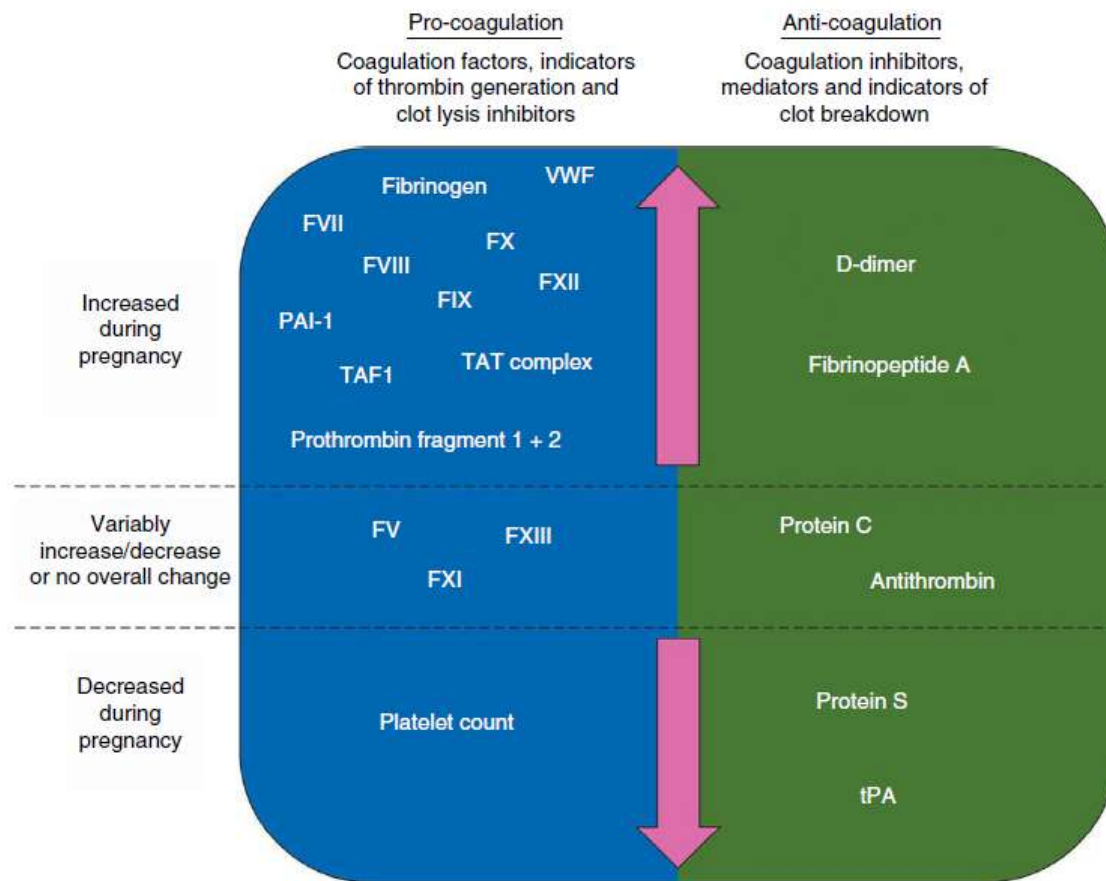 Pro-coagulation
Coagulation factors, indicators
of thrombin generation and
clot lysis inhibitors
Anti-coagulation
Coagulation inhibitors,
mediators and indicators of
clot breakdown
Increased
during
pregnancy
Fibrinogen
VWF
FVII
FX
FVIII
FXII
FIX
PAI-1
TAF1
TAT complex
Prothrombin fragment 1 + 2
D-dimer
Fibrinopeptide A
Variably
increase/decrease
or no overall change
FV
FXIII
FXI
Protein C
Antithrombin
Decreased
during
pregnancy
Platelet count
Protein S
tPA